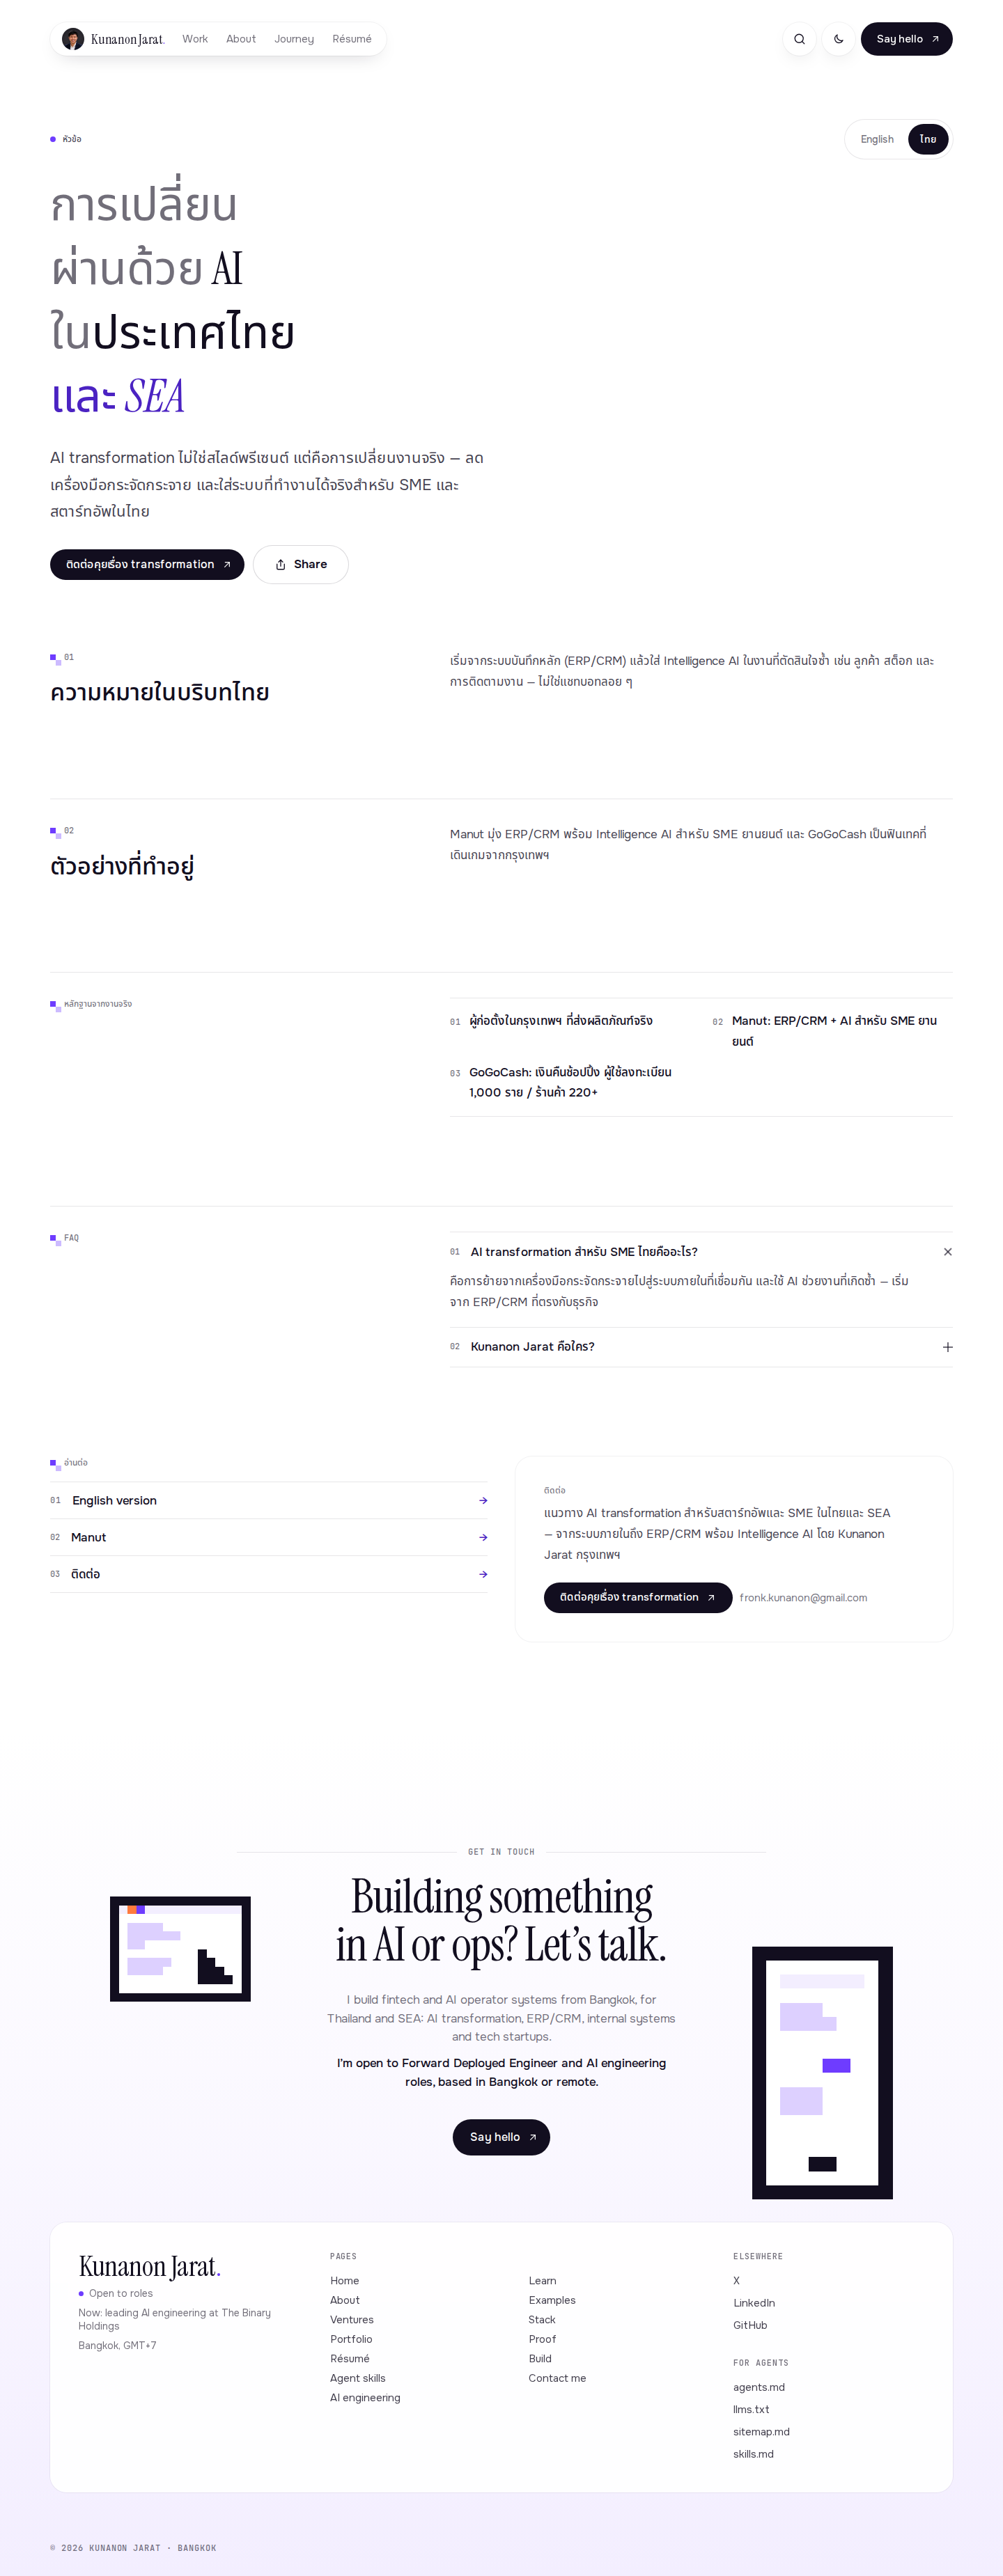 Kunanon Jarat.
Work
About
Journey
Résumé
Say hello
หัวข้อ
English
ไทย
การเปลี่ยน
ผ่านด้วย AI
ในประเทศไทย
และ SEA
AI transformation ไม่ใช่สไลด์พรีเซนต์ แต่คือการเปลี่ยนงานจริง — ลด
เครื่องมือกระจัดกระจาย และใส่ระบบที่ทำงานได้จริงสำหรับ SME และ
สตาร์ทอัพในไทย
ติดต่อคุยเรื่อง transformation
Share
01
ความหมายในบริบทไทย
เริ่มจากระบบบันทึกหลัก (ERP/CRM) แล้วใส่ Intelligence AI ในงานที่ตัดสินใจซ้ำ เช่น ลูกค้า สต็อก และ
การติดตามงาน — ไม่ใช่แชทบอทลอย ๆ
02
ตัวอย่างที่ทำอยู่
Manut มุ่ง ERP/CRM พร้อม Intelligence AI สำหรับ SME ยานยนต์ และ GoGoCash เป็นฟินเทคที่
เดินเกมจากกรุงเทพฯ
หลักฐานจากงานจริง
01 ผู้ก่อตั้งในกรุงเทพฯ ที่ส่งผลิตภัณฑ์จริง
02 Manut: ERP/CRM + AI สำหรับ SME ยาน
ยนต์
03 GoGoCash: เงินคืนช้อปปิ้ง ผู้ใช้ลงทะเบียน
1,000 ราย / ร้านค้า 220+
FAQ
01 AI transformation สำหรับ SME ไทยคืออะไร?
คือการย้ายจากเครื่องมือกระจัดกระจายไปสู่ระบบภายในที่เชื่อมกัน และใช้ AI ช่วยงานที่เกิดซ้ำ — เริ่ม
จาก ERP/CRM ที่ตรงกับธุรกิจ
02 Kunanon Jarat คือใคร?
อ่านต่อ
01 English version
02 Manut
03 ติดต่อ
ติดต่อ
แนวทาง AI transformation สำหรับสตาร์ทอัพและ SME ในไทยและ SEA
— จากระบบภายในถึง ERP/CRM พร้อม Intelligence AI โดย Kunanon
Jarat กรุงเทพฯ
ติดต่อคุยเรื่อง transformation
fronk.kunanon@gmail.com
GET IN TOUCH
Building something
in AI or ops? Let’s talk.
I build fintech and AI operator systems from Bangkok, for
Thailand and SEA: AI transformation, ERP/CRM, internal systems
and tech startups.
I’m open to Forward Deployed Engineer and AI engineering
roles, based in Bangkok or remote.
Say hello
Kunanon Jarat.
Open to roles
Now: leading AI engineering at The Binary
Holdings
Bangkok, GMT+7
PAGES
Home
About
Ventures
Portfolio
Résumé
Agent skills
AI engineering
Learn
Examples
Stack
Proof
Build
Contact me
ELSEWHERE
X
LinkedIn
GitHub
FOR AGENTS
agents.md
llms.txt
sitemap.md
skills.md
© 2026 KUNANON JARAT · BANGKOK